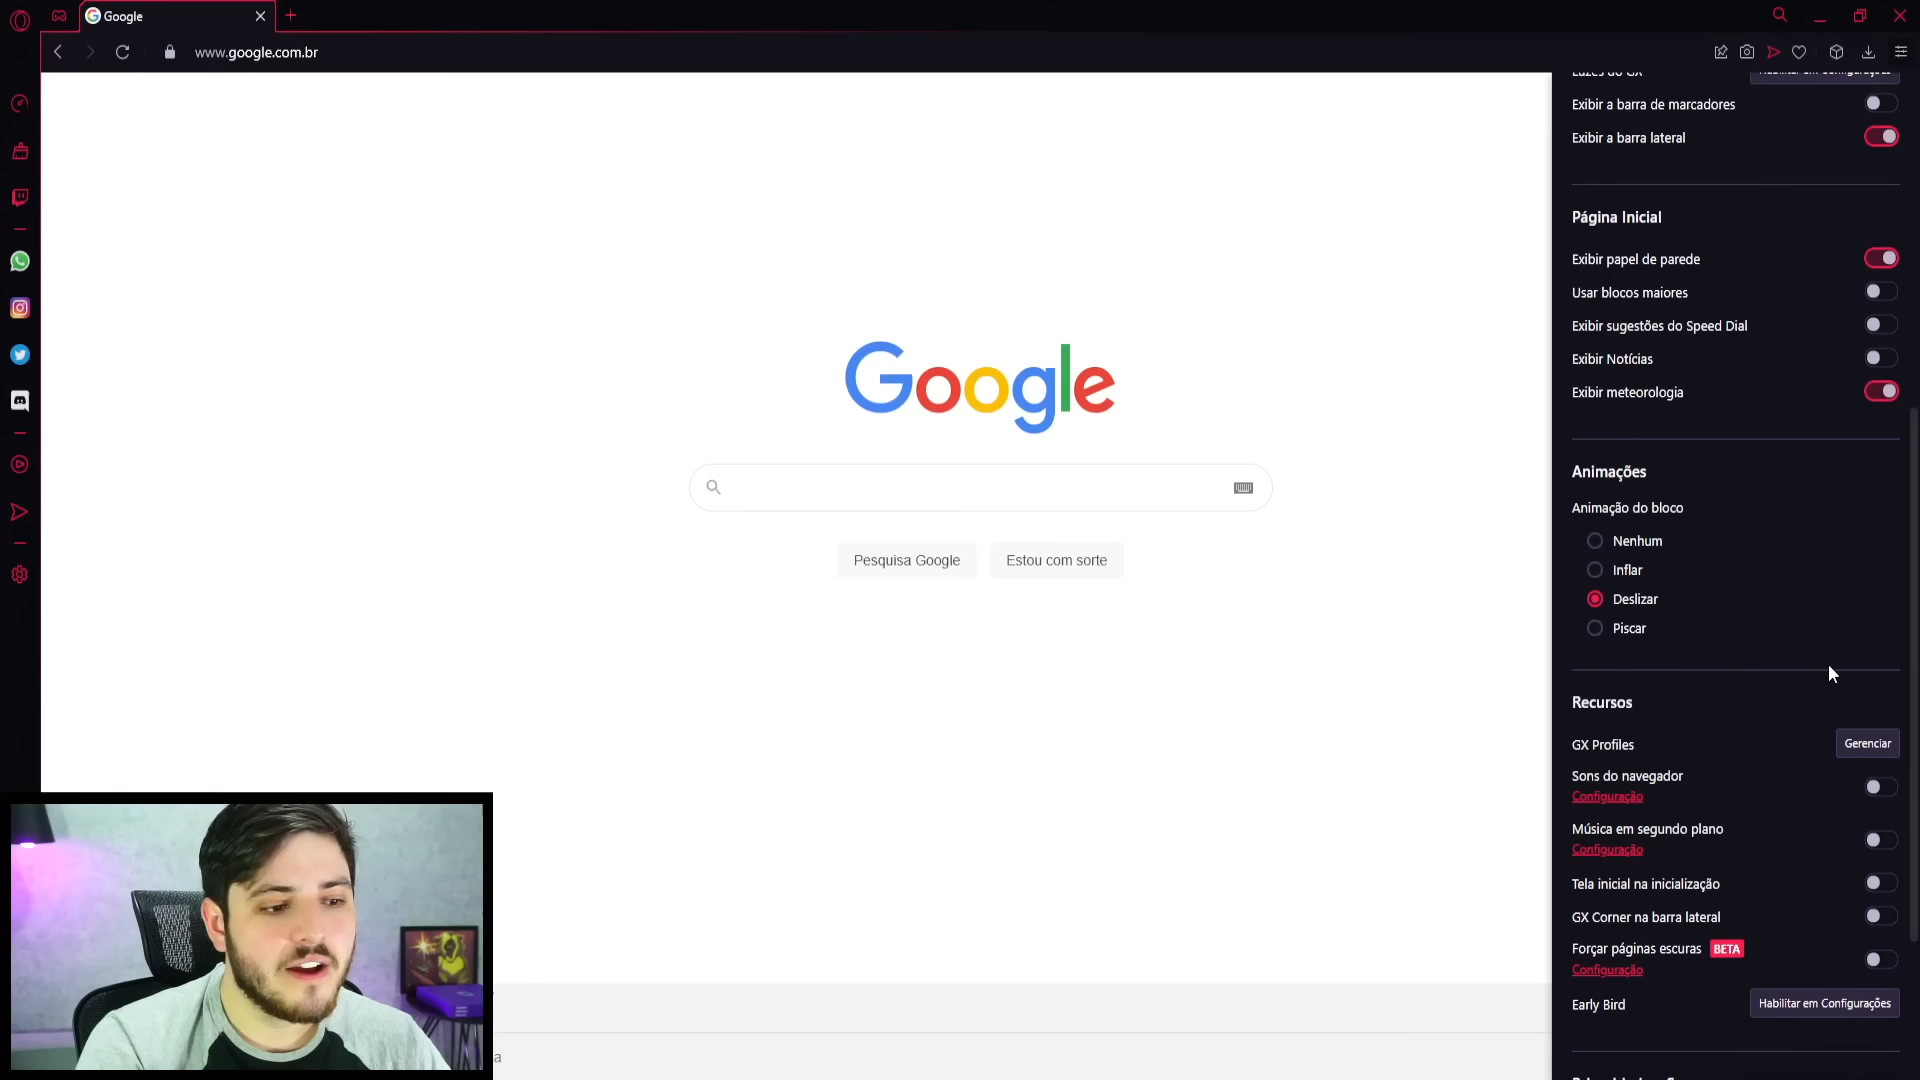 Google
www.google.com.br
Exibir a barra de marcadores
Exibir a barra lateral
Página Inicial
Exibir papel de parede
Usar blocos maiores
Exibir sugestões do Speed Dial
Exibir Notícias
Exibir meteorologia
Google
Animações
Animação do bloco
Nenhum
Inflar
Deslizar
Piscar
Pesquisa Google
Estou com sorte
Recursos
GX Profiles
Gerenciar
Sons do navegador
Configuração
Música em segundo plano
Configuração
Tela inicial na inicialização
GX Corner na barra lateral
Forçar páginas escuras BETA
Configuração
Early Bird
Habilitar em Configurações
a